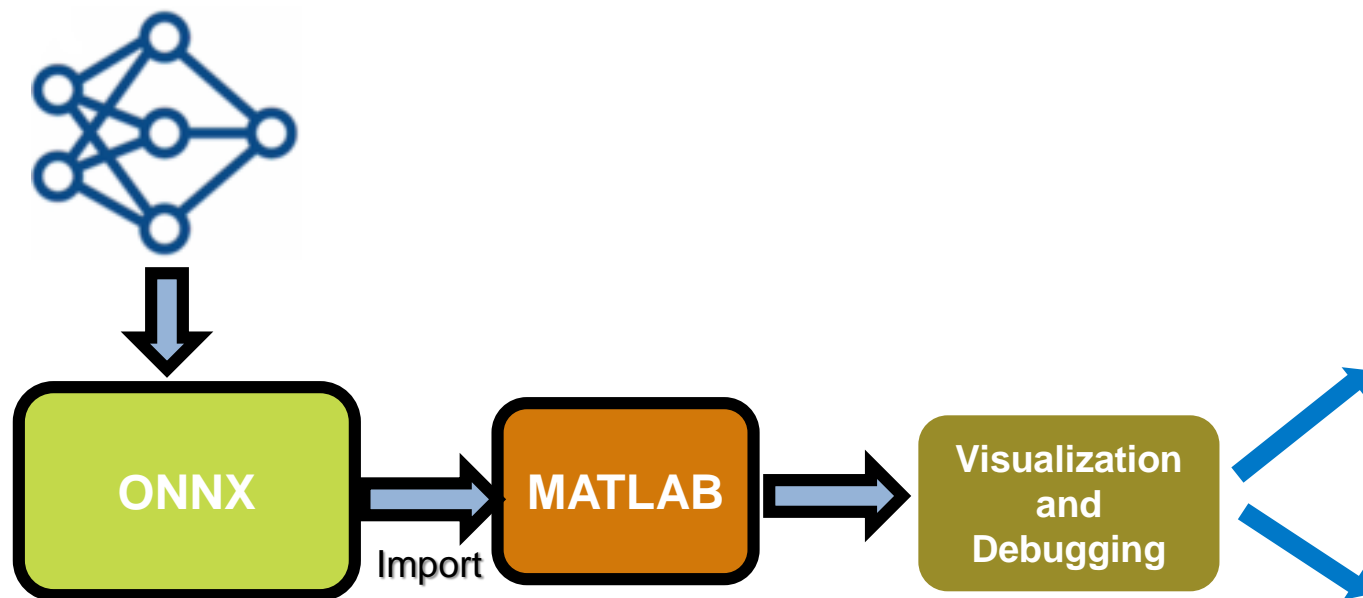 ONNX
Import
MATLAB
Visualization
and
Debugging